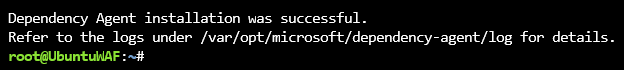 Dependency Agent installation was successful.
Refer to the logs under /var/opt/microsoft/dependency-agent/log for details.
root@UbuntuWAF:~#